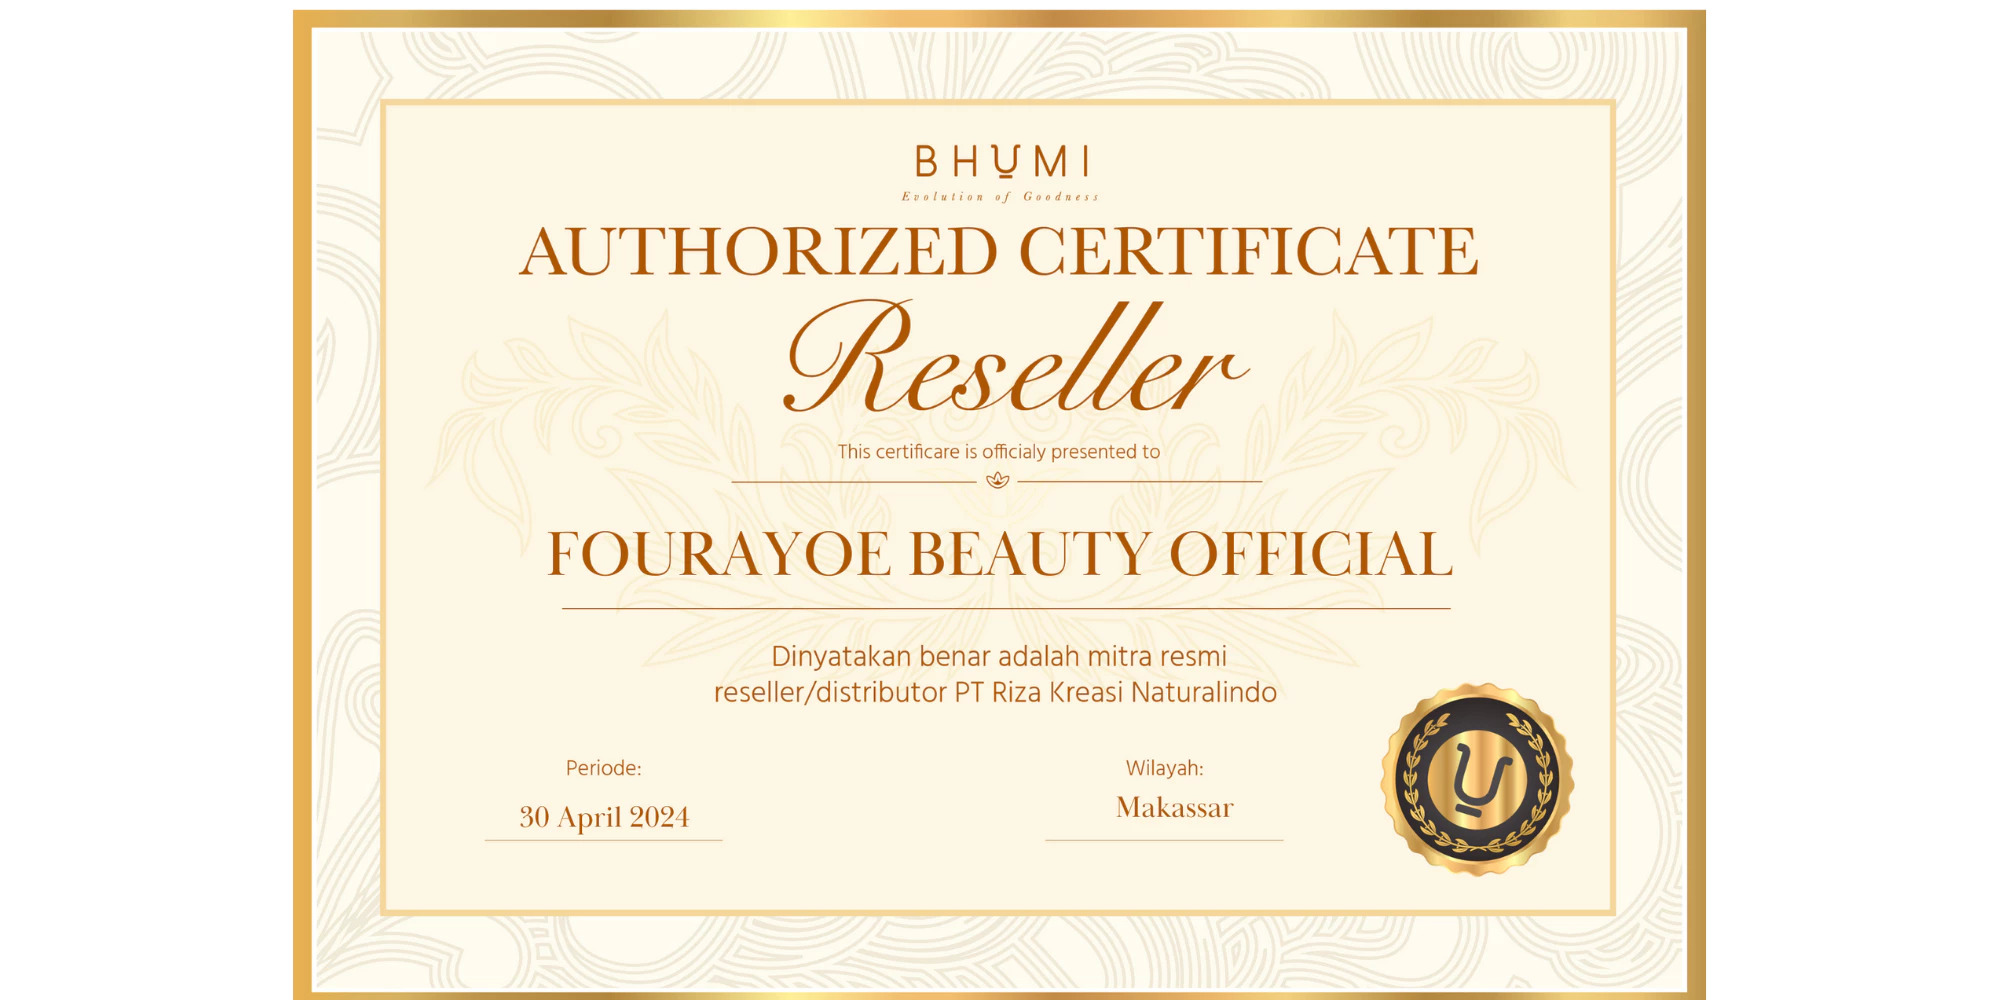 BHUMI
Evolution of Goodness
AUTHORIZED CERTIFICATE
Reseller
This certificare is officialy presented to
FOURAYOE BEAUTY OFFICIAL
Dinyatakan benar adalah mitra resmi
reseller/distributor PT Riza Kreasi Naturalindo
Periode:
30 April 2024
Wilayah:
Makassar